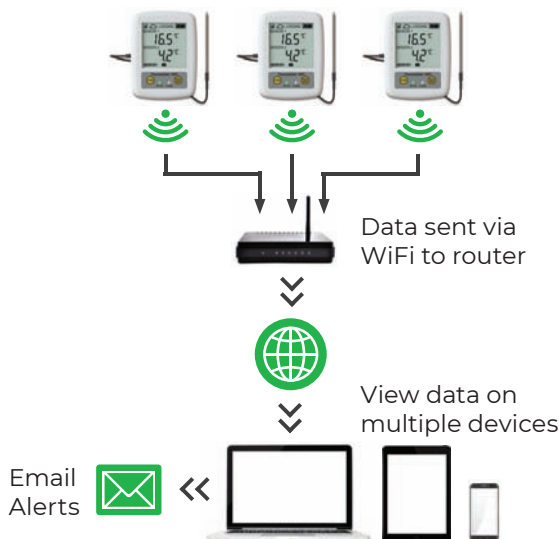 16.5°C
4.2°C
16.5°C
4.2°C
16.5°C
4.2°C
Data sent via
WiFi to router
View data on
multiple devices
Email
Alerts